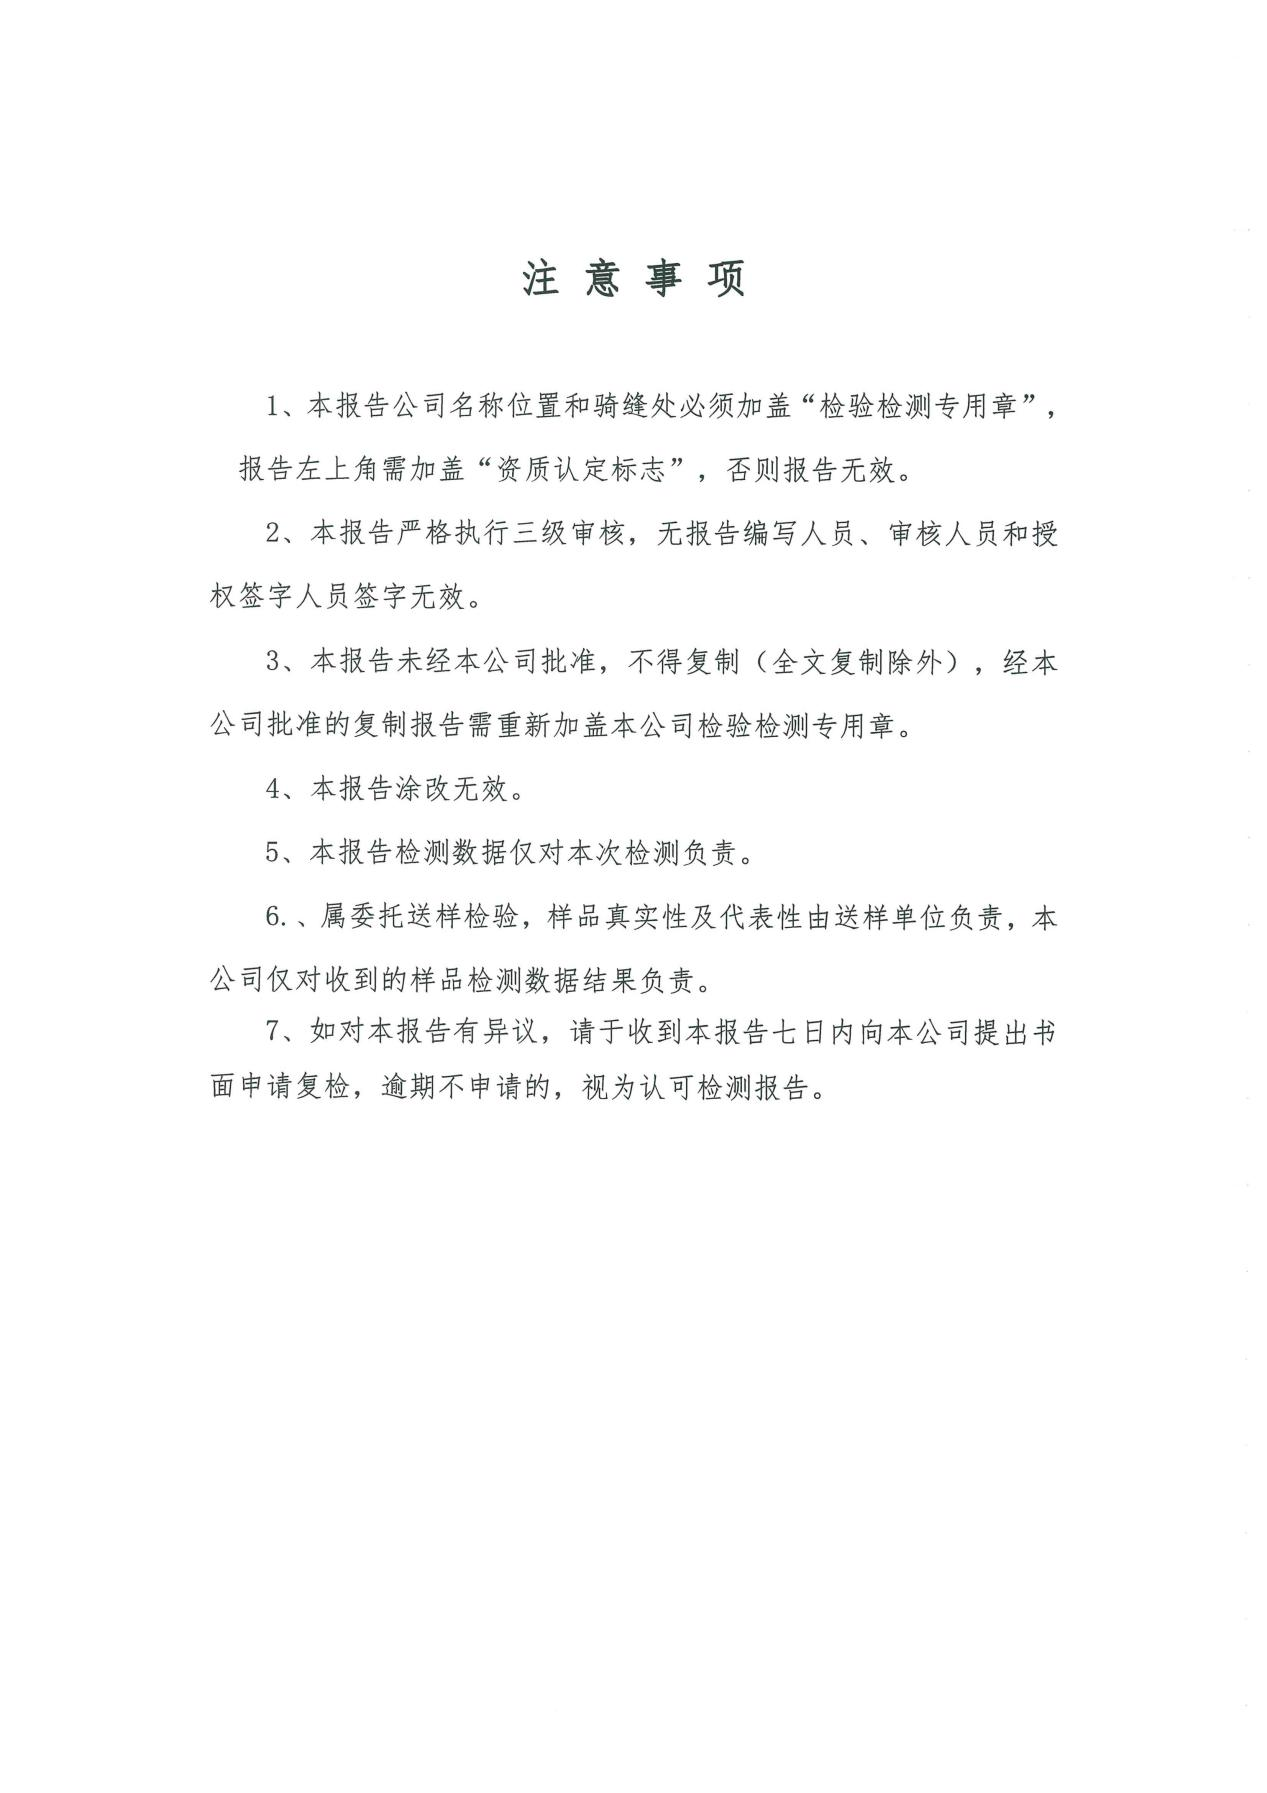 注意事项
1、本报告公司名称位置和骑缝处必须加盖“检验检测专用章”，
报告左上角需加盖“资质认定标志”，否则报告无效。
2、本报告严格执行三级审核，无报告编写人员、审核人员和授
权签字人员签字无效。
3、本报告未经本公司批准，不得复制（全文复制除外），经本
公司批准的复制报告需重新加盖本公司检验检测专用章。
4、本报告涂改无效。
5、本报告检测数据仅对本次检测负责。
6.、属委托送样检验，样品真实性及代表性由送样单位负责，本
公司仅对收到的样品检测数据结果负责。
7、如对本报告有异议，请于收到本报告七日内向本公司提出书
面申请复检，逾期不申请的，视为认可检测报告。